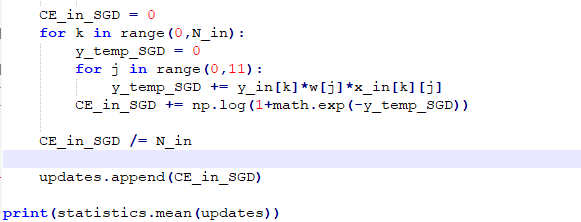 CE_in_SGD = 0
for k in range(0,N_in):
y_temp_SGD = 0
for j in range(0,11):
y_temp_SGD += y_in[k]*w[j]*x_in[k][j]
CE_in_SGD += np.log(1+math.exp(-y_temp_SGD))
CE_in_SGD /= N_in
updates.append(CE_in_SGD)
print(statistics.mean(updates))